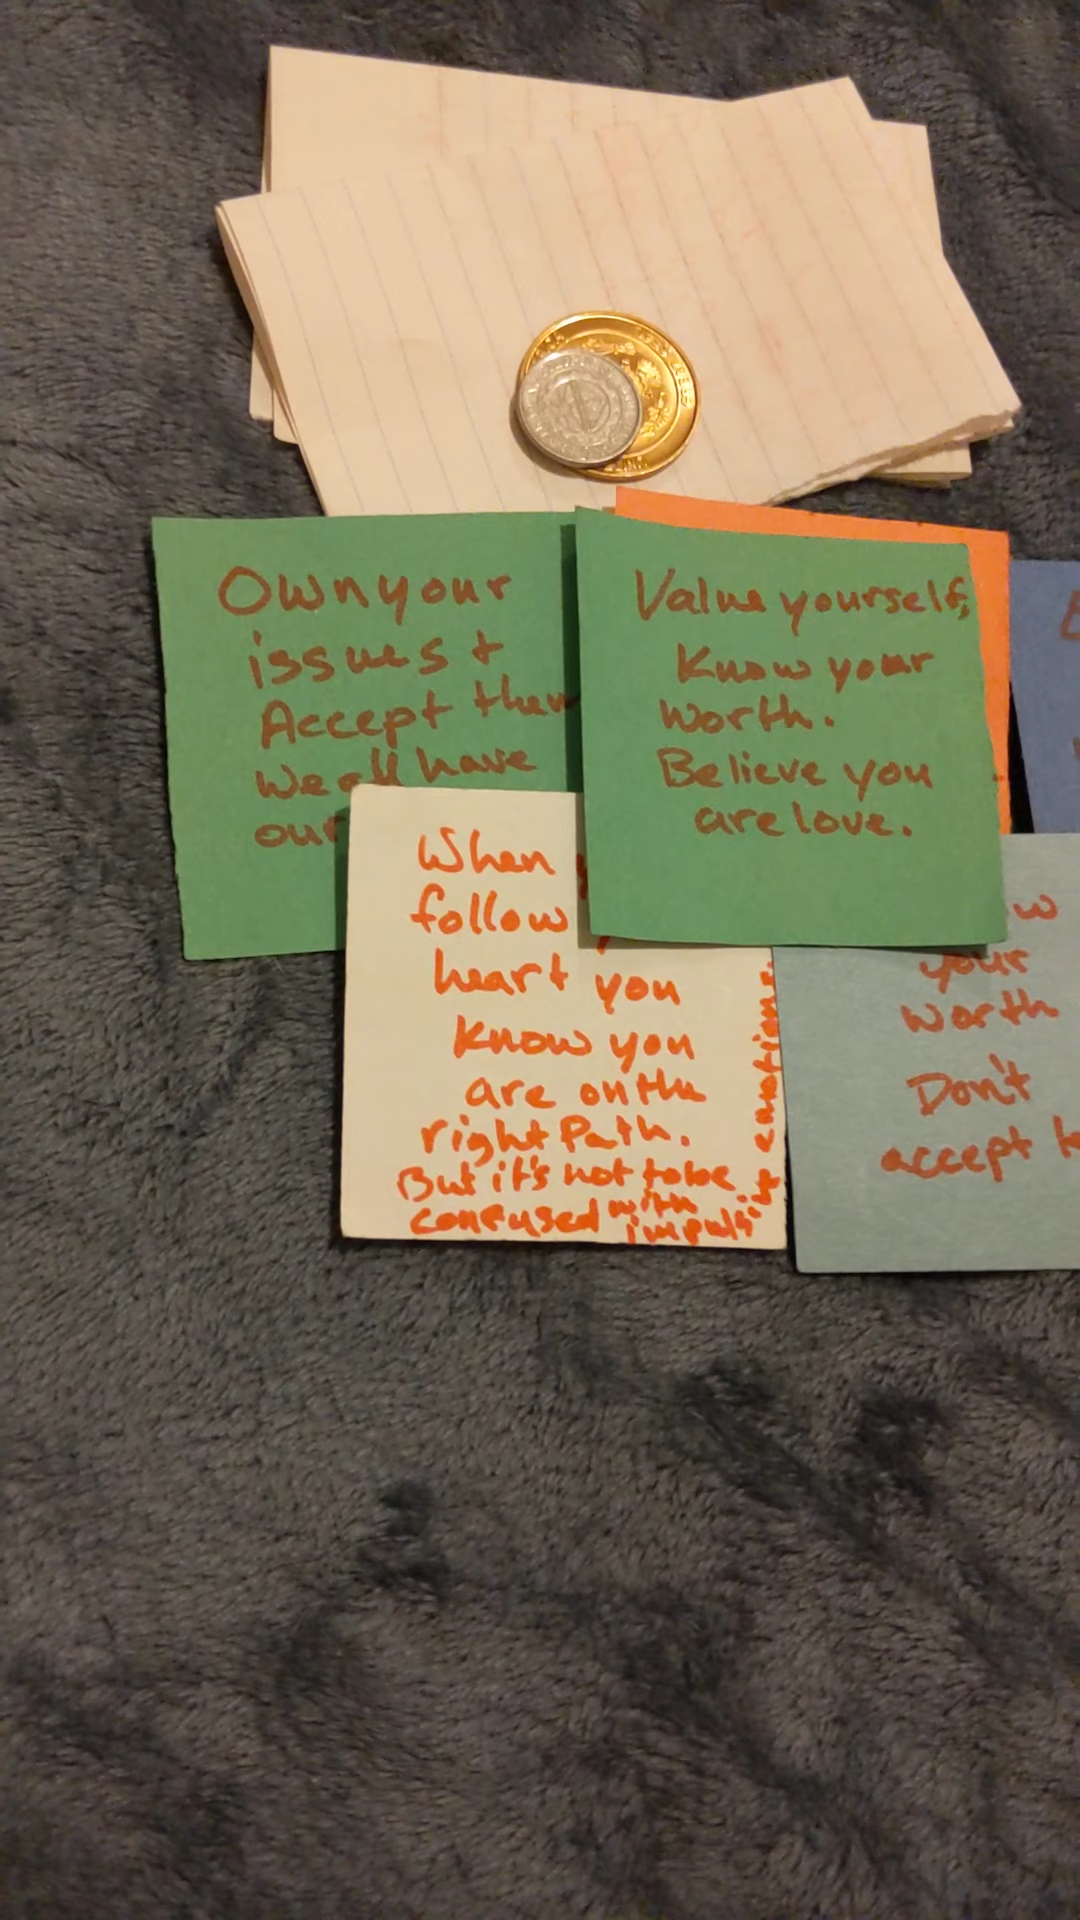 Own your
issues +
Accept them
We all have
our
Value yourself,
Know your
worth.
Believe you
are love.
When
follow
heart you
Know you
are on the
right Path.
But it's not to be
confused with
impulsive emotions.
your
worth
Don't
accept